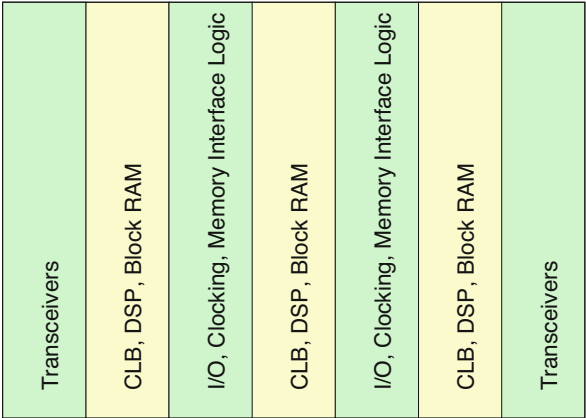 Transceivers
CLB, DSP, Block RAM
I/O, Clocking, Memory Interface Logic
CLB, DSP, Block RAM
I/O, Clocking, Memory Interface Logic
CLB, DSP, Block RAM
Transceivers